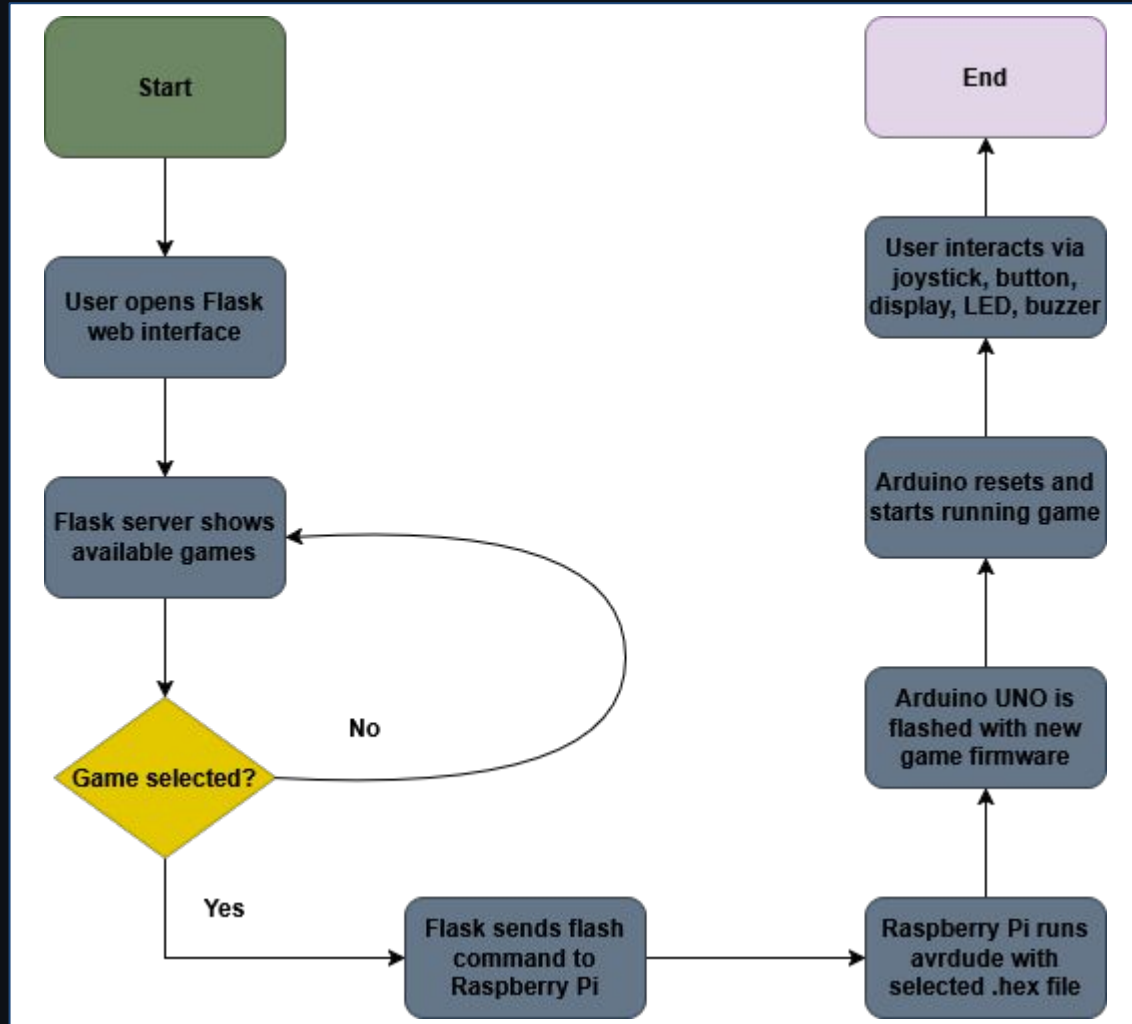 Start
User opens Flask
web interface
Flask server shows
available games
Game selected?
No
Yes
Flask sends flash
command to
Raspberry Pi
Raspberry Pi runs
avrdude with
selected .hex file
Arduino UNO is
flashed with new
game firmware
Arduino resets and
starts running game
User interacts via
joystick, button,
display, LED, buzzer
End